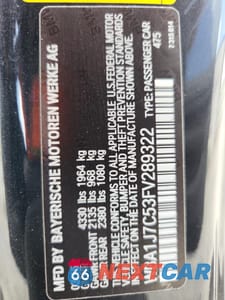 MFD BY BAYERISCHE MOTOREN WERKE AG
GVWR 4330 lbs 1964 kg
GAWR FRONT 2135 lbs 968 kg
GAWR REAR 2380 lbs 1080 kg
THIS VEHICLE CONFORMS TO ALL APPLICABLE U.S. FEDERAL MOTOR
VEHICLE SAFETY, BUMPER AND THEFT PREVENTION STANDARDS
IN EFFECT ON THE DATE OF MANUFACTURE SHOWN ABOVE.
WBA1J7C53FV289322 TYPE: PASSENGER CAR
475
66